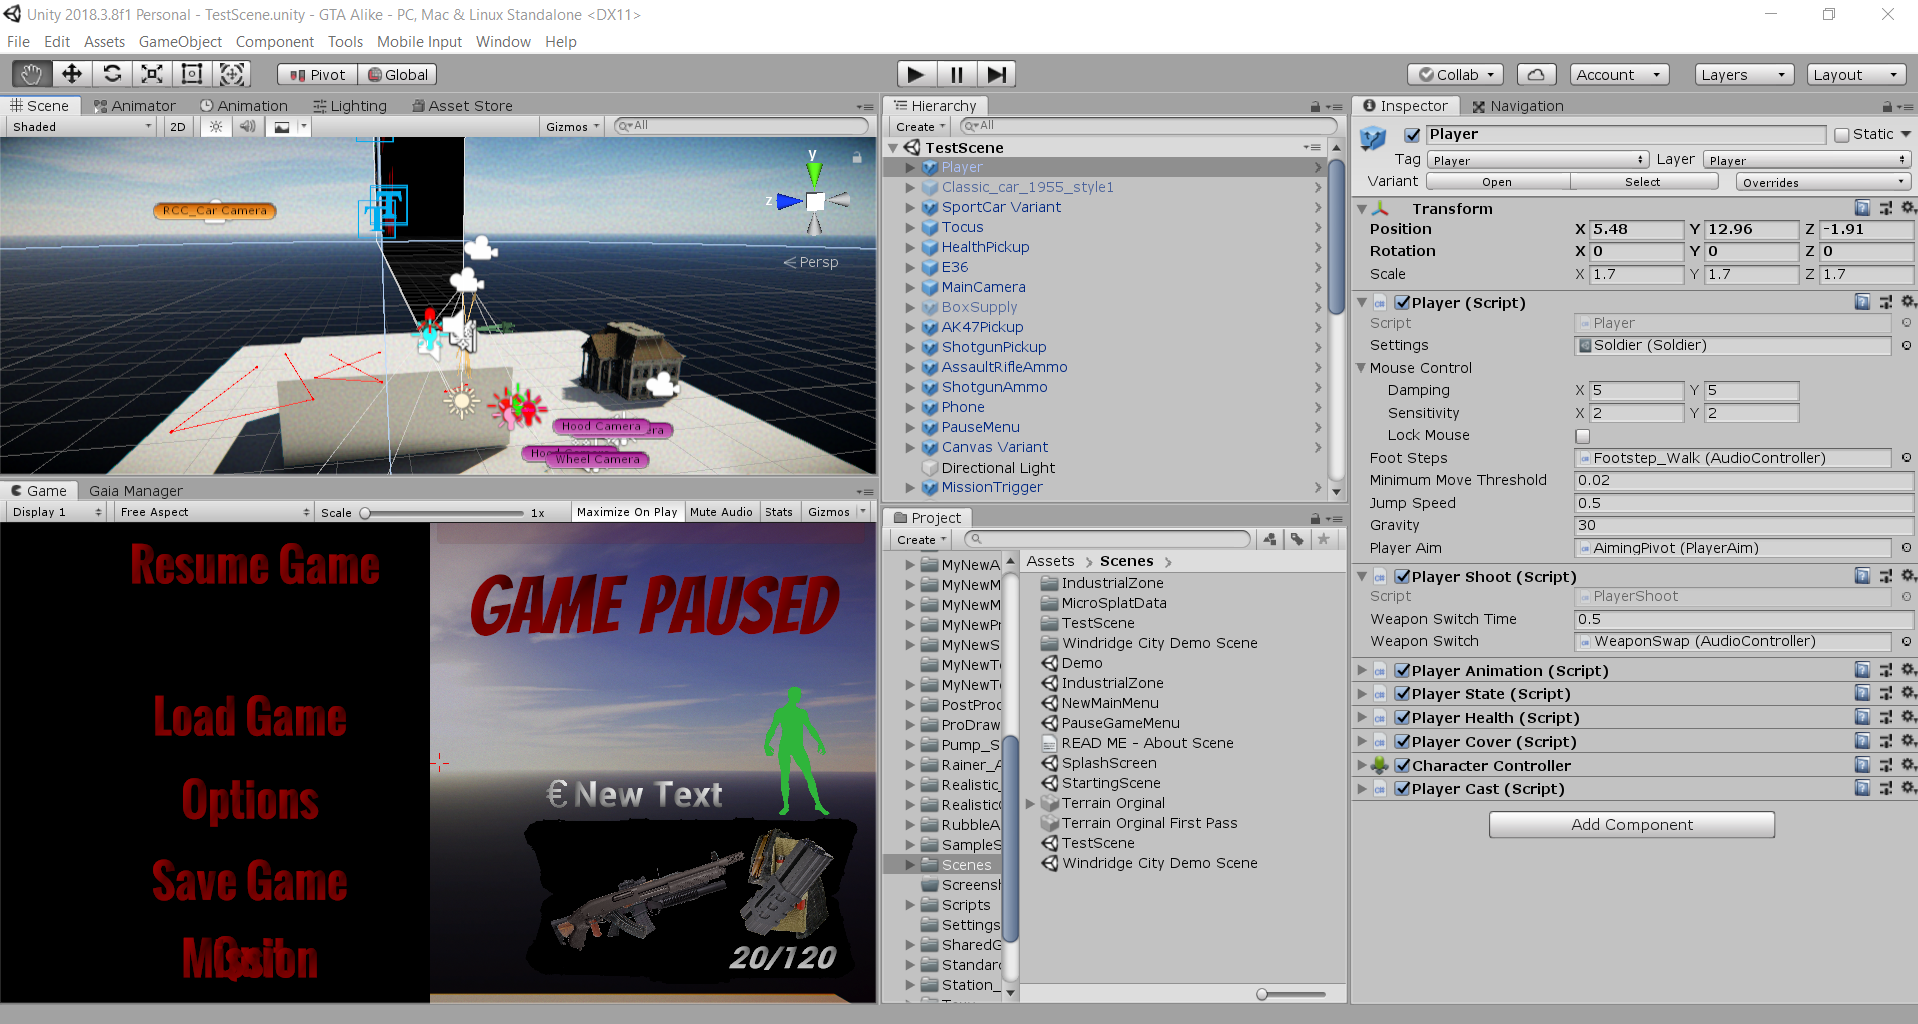 Unity 2018.3.8f1 Personal - TestScene.unity - GTA Alike - PC, Mac & Linux Standalone <DX11>
File Edit Assets GameObject Component Tools Mobile Input Window Help
Pivot Global Collab Account Layers Layout
Scene Animator Animation Lighting Asset Store
Shaded 2D Gizmos All
RCC_Car Camera
y
z
Persp
Hood Camera
Wheel Camera
Game Gaia Manager
Display 1 Free Aspect Scale 1x Maximize On Play Mute Audio Stats Gizmos
Resume Game
Load Game
Options
Save Game
GAME PAUSED
€ New Text
20/120
Hierarchy
Create All
TestScene
Player
Classic_car_1955_style1
SportCar Variant
Tocus
HealthPickup
E36
MainCamera
BoxSupply
AK47Pickup
ShotgunPickup
AssaultRifleAmmo
ShotgunAmmo
Phone
PauseMenu
Canvas Variant
Directional Light
MissionTrigger
Project
Create
MyNewA
MyNewM
MyNewM
MyNewPr
MyNewS
MyNewTe
MyNewTe
PostProc
ProDraw
Pump_S
Rainer_A
Realistic_
Realistic
RubbleA
SampleS
Scenes
Screensh
Scripts
Settings
SharedG
Standard
Station_
Assets Scenes
IndustrialZone
MicroSplatData
TestScene
Windridge City Demo Scene
Demo
IndustrialZone
NewMainMenu
PauseGameMenu
READ ME - About Scene
SplashScreen
StartingScene
Terrain Orginal
Terrain Orginal First Pass
TestScene
Windridge City Demo Scene
Inspector Navigation
Player Static
Tag Player Layer Player
Variant Open Select Overrides
Transform
Position X 5.48 Y 12.96 Z -1.91
Rotation X 0 Y 0 Z 0
Scale X 1.7 Y 1.7 Z 1.7
Player (Script)
Script Player
Settings Soldier (Soldier)
Mouse Control
Damping X 5 Y 5
Sensitivity X 2 Y 2
Lock Mouse
Foot Steps Footstep_Walk (AudioController)
Minimum Move Threshold 0.02
Jump Speed 0.5
Gravity 30
Player Aim AimingPivot (PlayerAim)
Player Shoot (Script)
Script PlayerShoot
Weapon Switch Time 0.5
Weapon Switch WeaponSwap (AudioController)
Player Animation (Script)
Player State (Script)
Player Health (Script)
Player Cover (Script)
Character Controller
Player Cast (Script)
Add Component